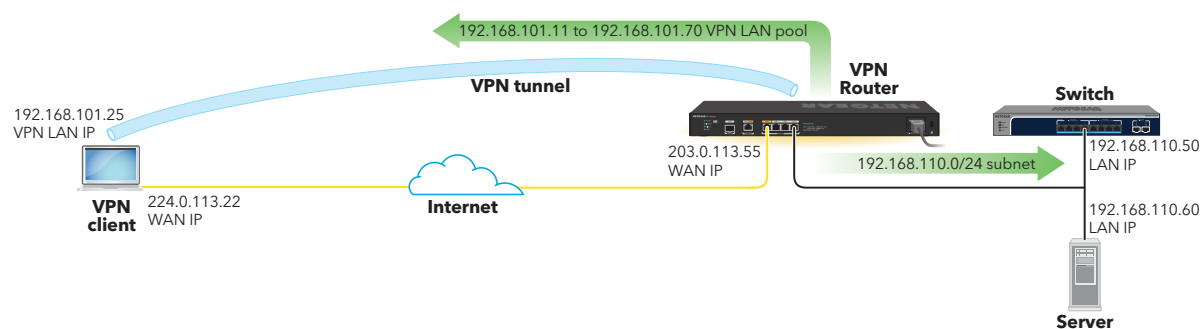 192.168.101.11 to 192.168.101.70 VPN LAN pool
VPN tunnel
VPN
Router
Switch
192.168.101.25
VPN LAN IP
NETGEAR
203.0.113.55
WAN IP
192.168.110.0/24 subnet
192.168.110.50
LAN IP
VPN
client
224.0.113.22
WAN IP
Internet
192.168.110.60
LAN IP
Server